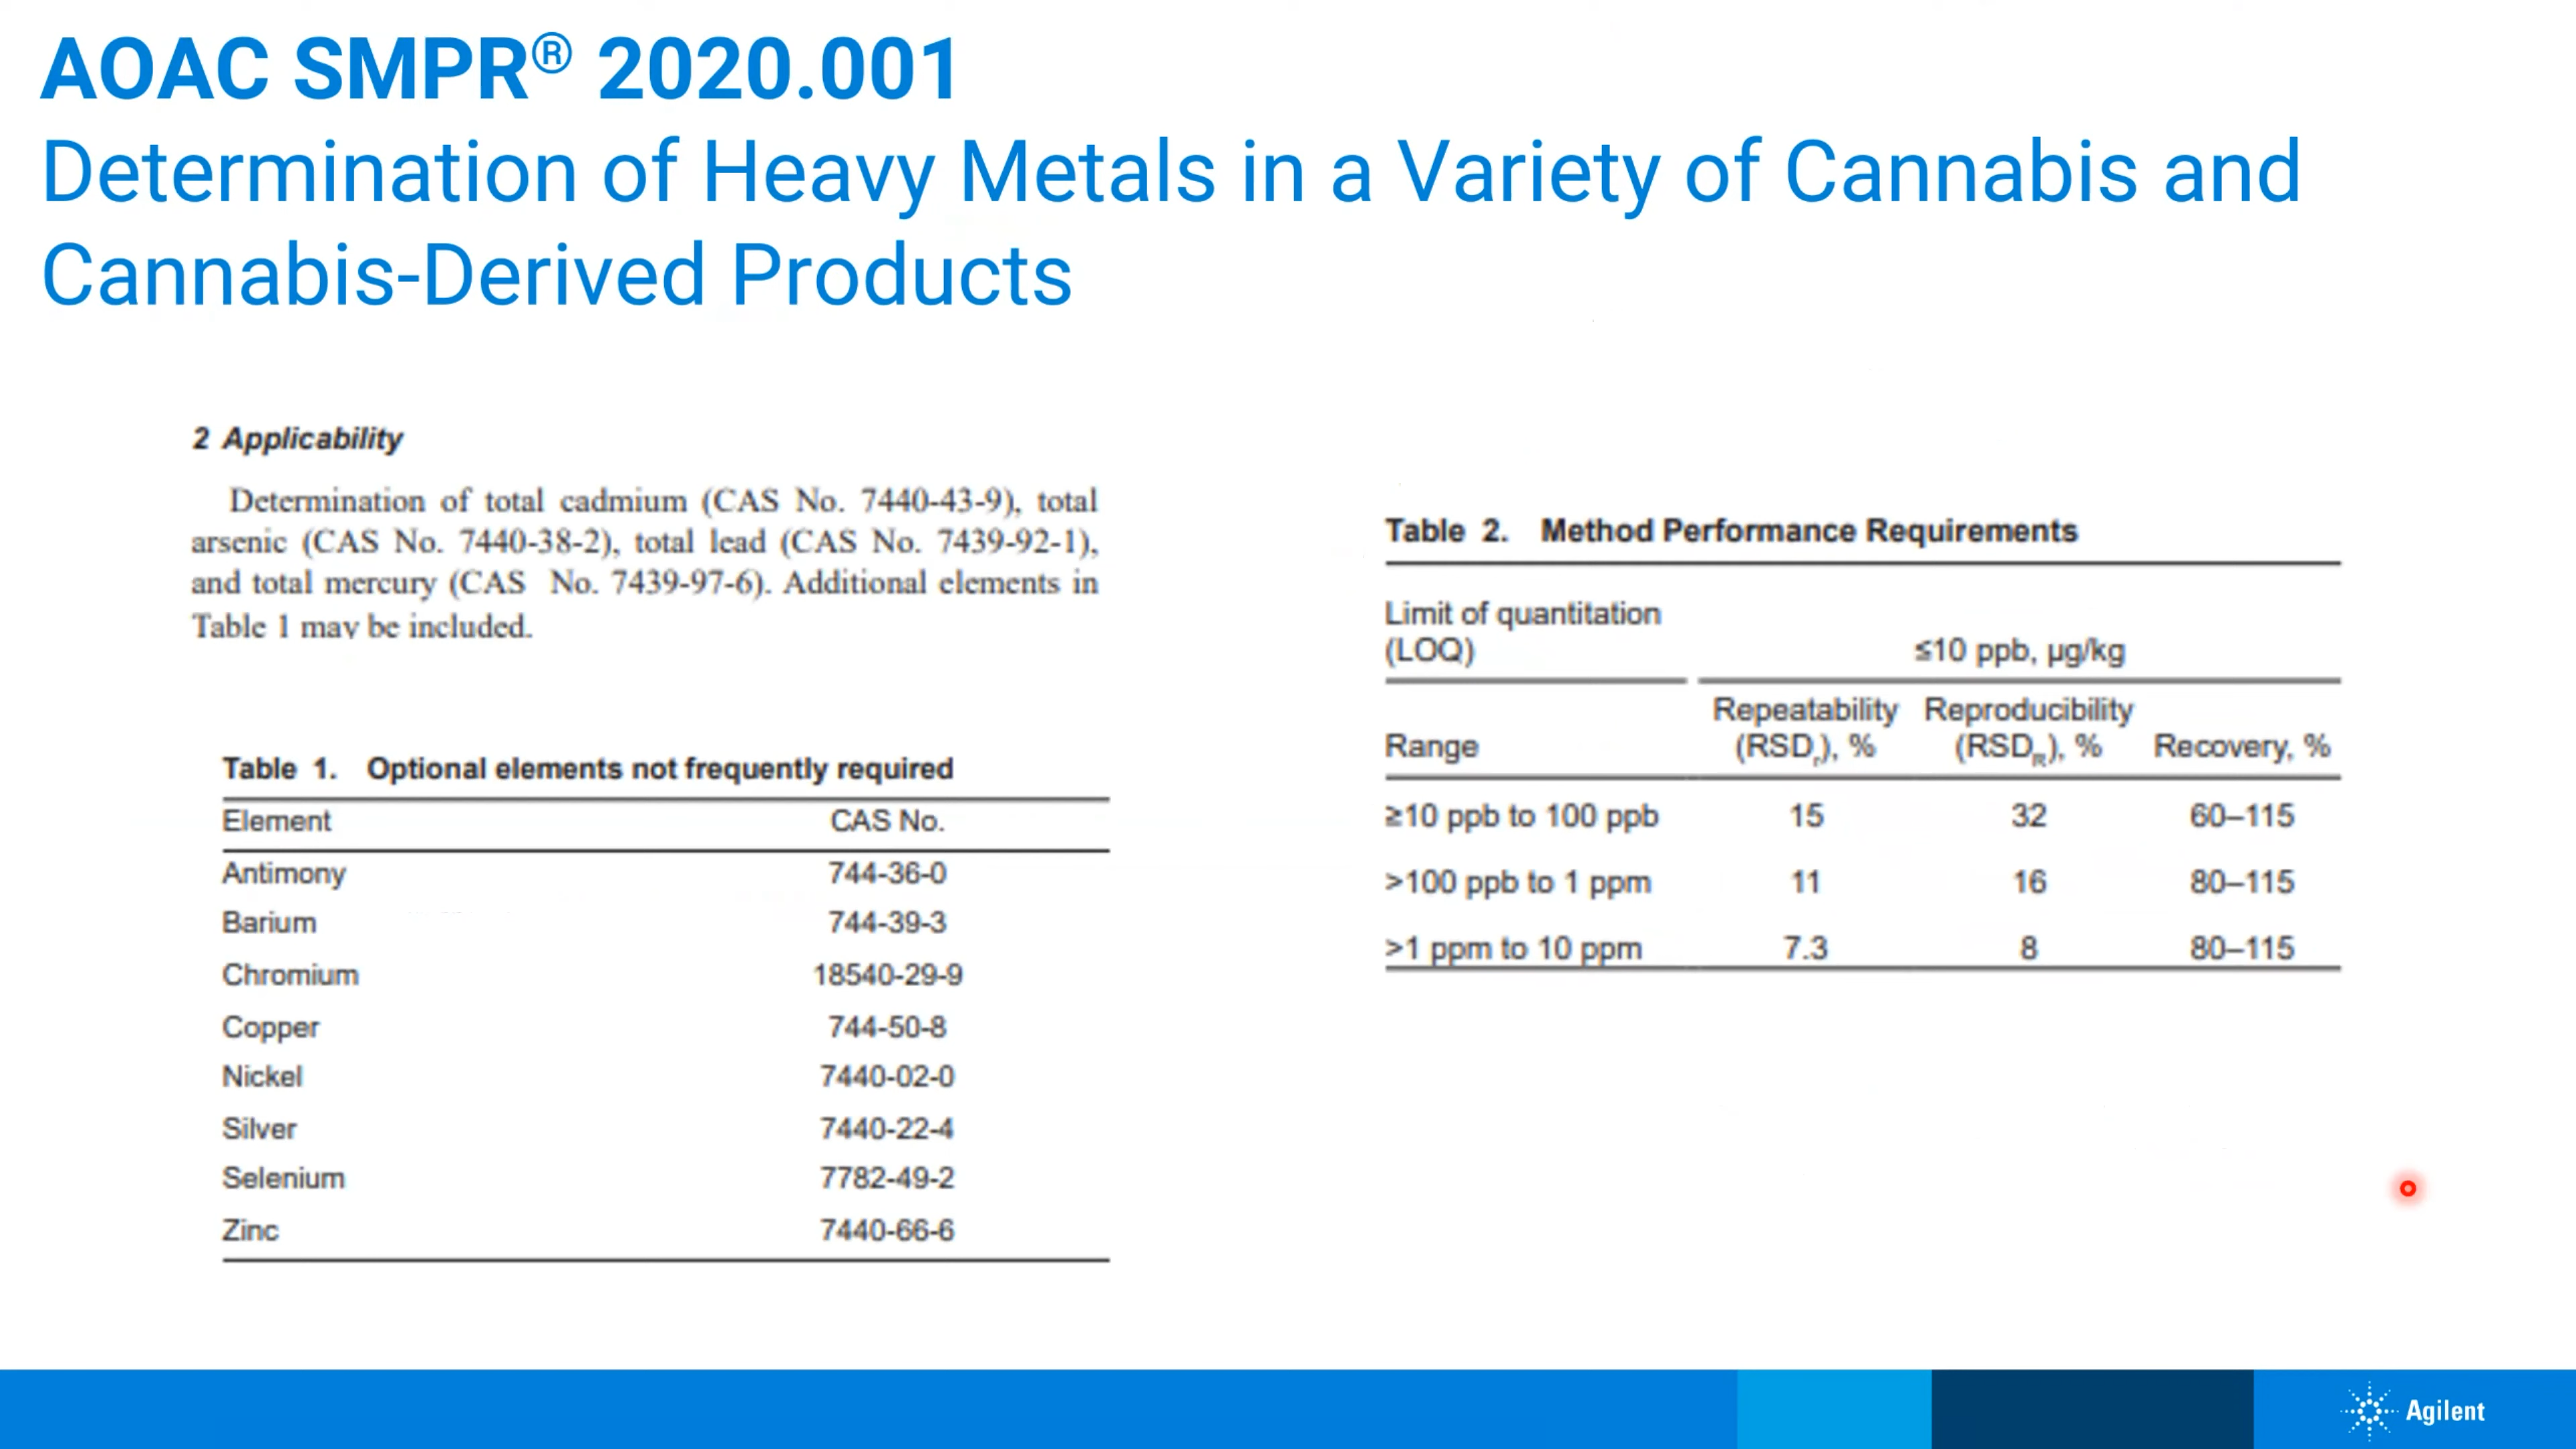 AOAC SMPR® 2020.001
Determination of Heavy Metals in a Variety of Cannabis and
Cannabis-Derived Products
2 Applicability
Determination of total cadmium (CAS No. 7440-43-9), total
arsenic (CAS No. 7440-38-2), total lead (CAS No. 7439-92-1),
and total mercury (CAS No. 7439-97-6). Additional elements in
Table 1 may be included.
Table 1. Optional elements not frequently required
Element CAS No.
Antimony 744-36-0
Barium 744-39-3
Chromium 18540-29-9
Copper 744-50-8
Nickel 7440-02-0
Silver 7440-22-4
Selenium 7782-49-2
Zinc 7440-66-6
Table 2. Method Performance Requirements
Limit of quantitation
(LOQ) ≤10 ppb, µg/kg
Repeatability Reproducibility
Range (RSDr), % (RSDR), % Recovery, %
≥10 ppb to 100 ppb 15 32 60–115
>100 ppb to 1 ppm 11 16 80–115
>1 ppm to 10 ppm 7.3 8 80–115
Agilent